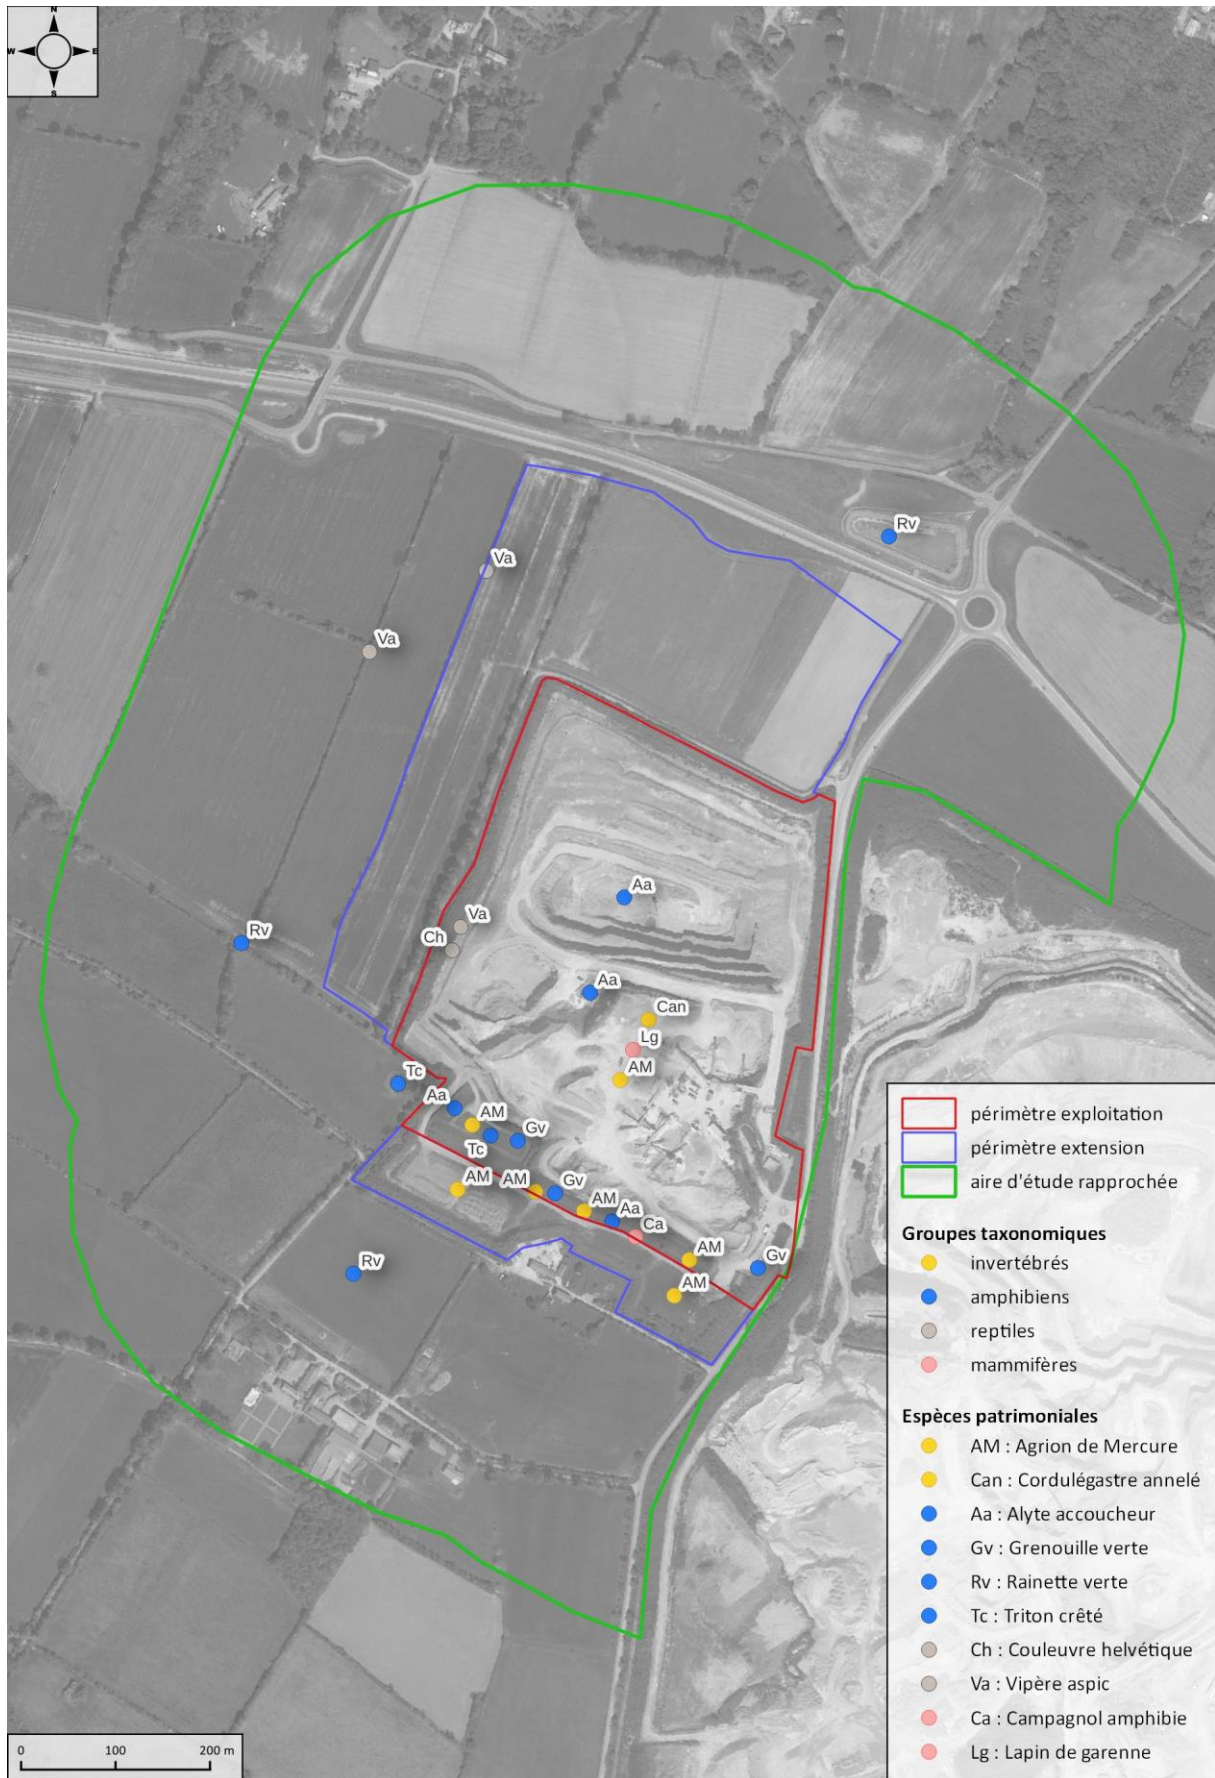 N
W E
S
Rv
Va
Va
Aa
Va
Rv
Ch
Aa
Can
Lg
AM
Tc
Aa
AM
Gv
Tc
AM
AM
Gv
AM
Aa
Ca
AM
Gv
Rv
AM
périmètre exploitation
périmètre extension
aire d'étude rapprochée
Groupes taxonomiques
invertébrés
amphibiens
reptiles
mammifères
Espèces patrimoniales
AM : Agrion de Mercure
Can : Cordulégastre annelé
Aa : Alyte accoucheur
Gv : Grenouille verte
Rv : Rainette verte
Tc : Triton crêté
Ch : Couleuvre helvétique
Va : Vipère aspic
Ca : Campagnol amphibie
Lg : Lapin de garenne
0 100 200 m